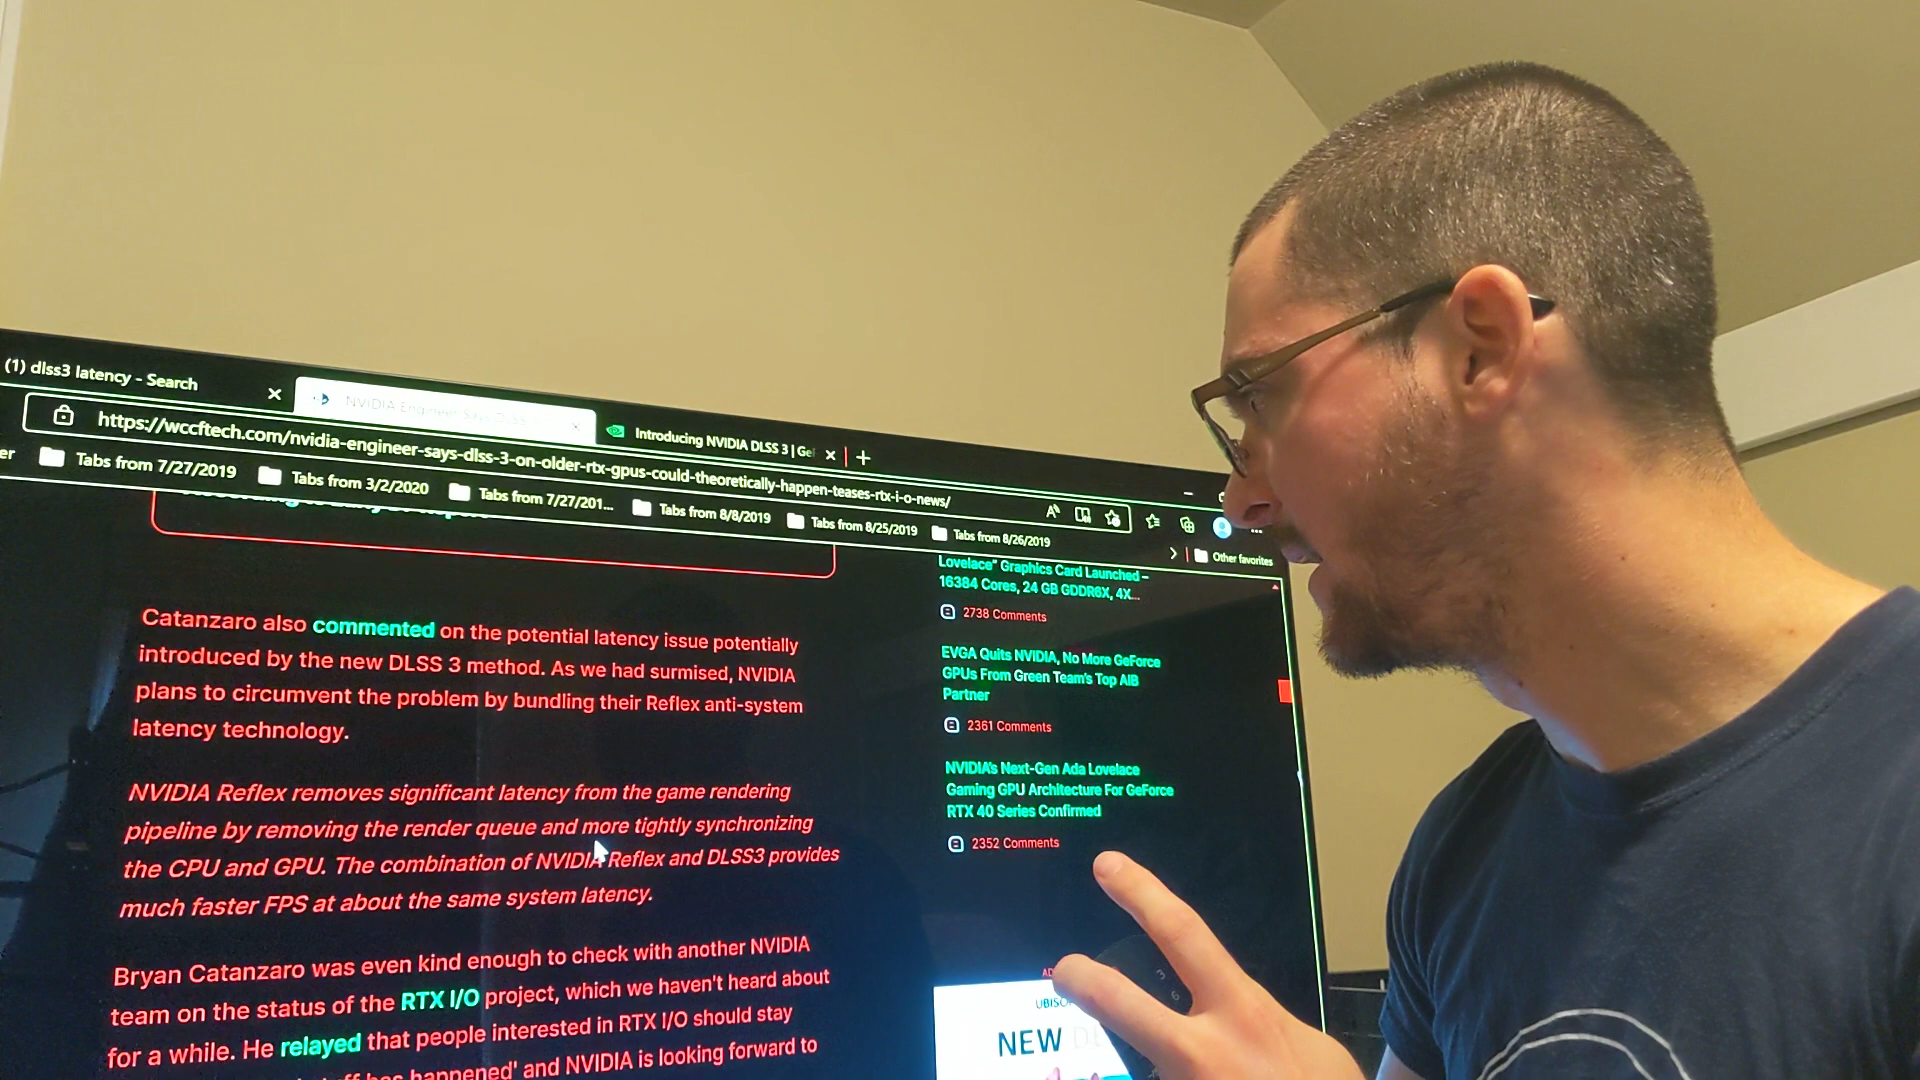 (1) dlss3 latency - Search
NVIDIA Engineer Says DLSS
Introducing NVIDIA DLSS 3 | Ge
https://wccftech.com/nvidia-engineer-says-dlss-3-on-older-rtx-gpus-could-theoretically-happen-teases-rtx-i-o-news/
er
Tabs from 7/27/2019
Tabs from 3/2/2020
Tabs from 7/27/201...
Tabs from 8/8/2019
Tabs from 8/25/2019
Tabs from 8/26/2019
Other favorites
Catanzaro also commented on the potential latency issue potentially
introduced by the new DLSS 3 method. As we had surmised, NVIDIA
plans to circumvent the problem by bundling their Reflex anti-system
latency technology.
NVIDIA Reflex removes significant latency from the game rendering
pipeline by removing the render queue and more tightly synchronizing
the CPU and GPU. The combination of NVIDIA Reflex and DLSS3 provides
much faster FPS at about the same system latency.
Bryan Catanzaro was even kind enough to check with another NVIDIA
team on the status of the RTX I/O project, which we haven't heard about
for a while. He relayed that people interested in RTX I/O should stay
happened' and NVIDIA is looking forward to
Lovelace" Graphics Card Launched –
16384 Cores, 24 GB GDDR6X, 4X...
2738 Comments
EVGA Quits NVIDIA, No More GeForce
GPUs From Green Team's Top AIB
Partner
2361 Comments
NVIDIA's Next-Gen Ada Lovelace
Gaming GPU Architecture For GeForce
RTX 40 Series Confirmed
2352 Comments
UBISO
NEW
3
6